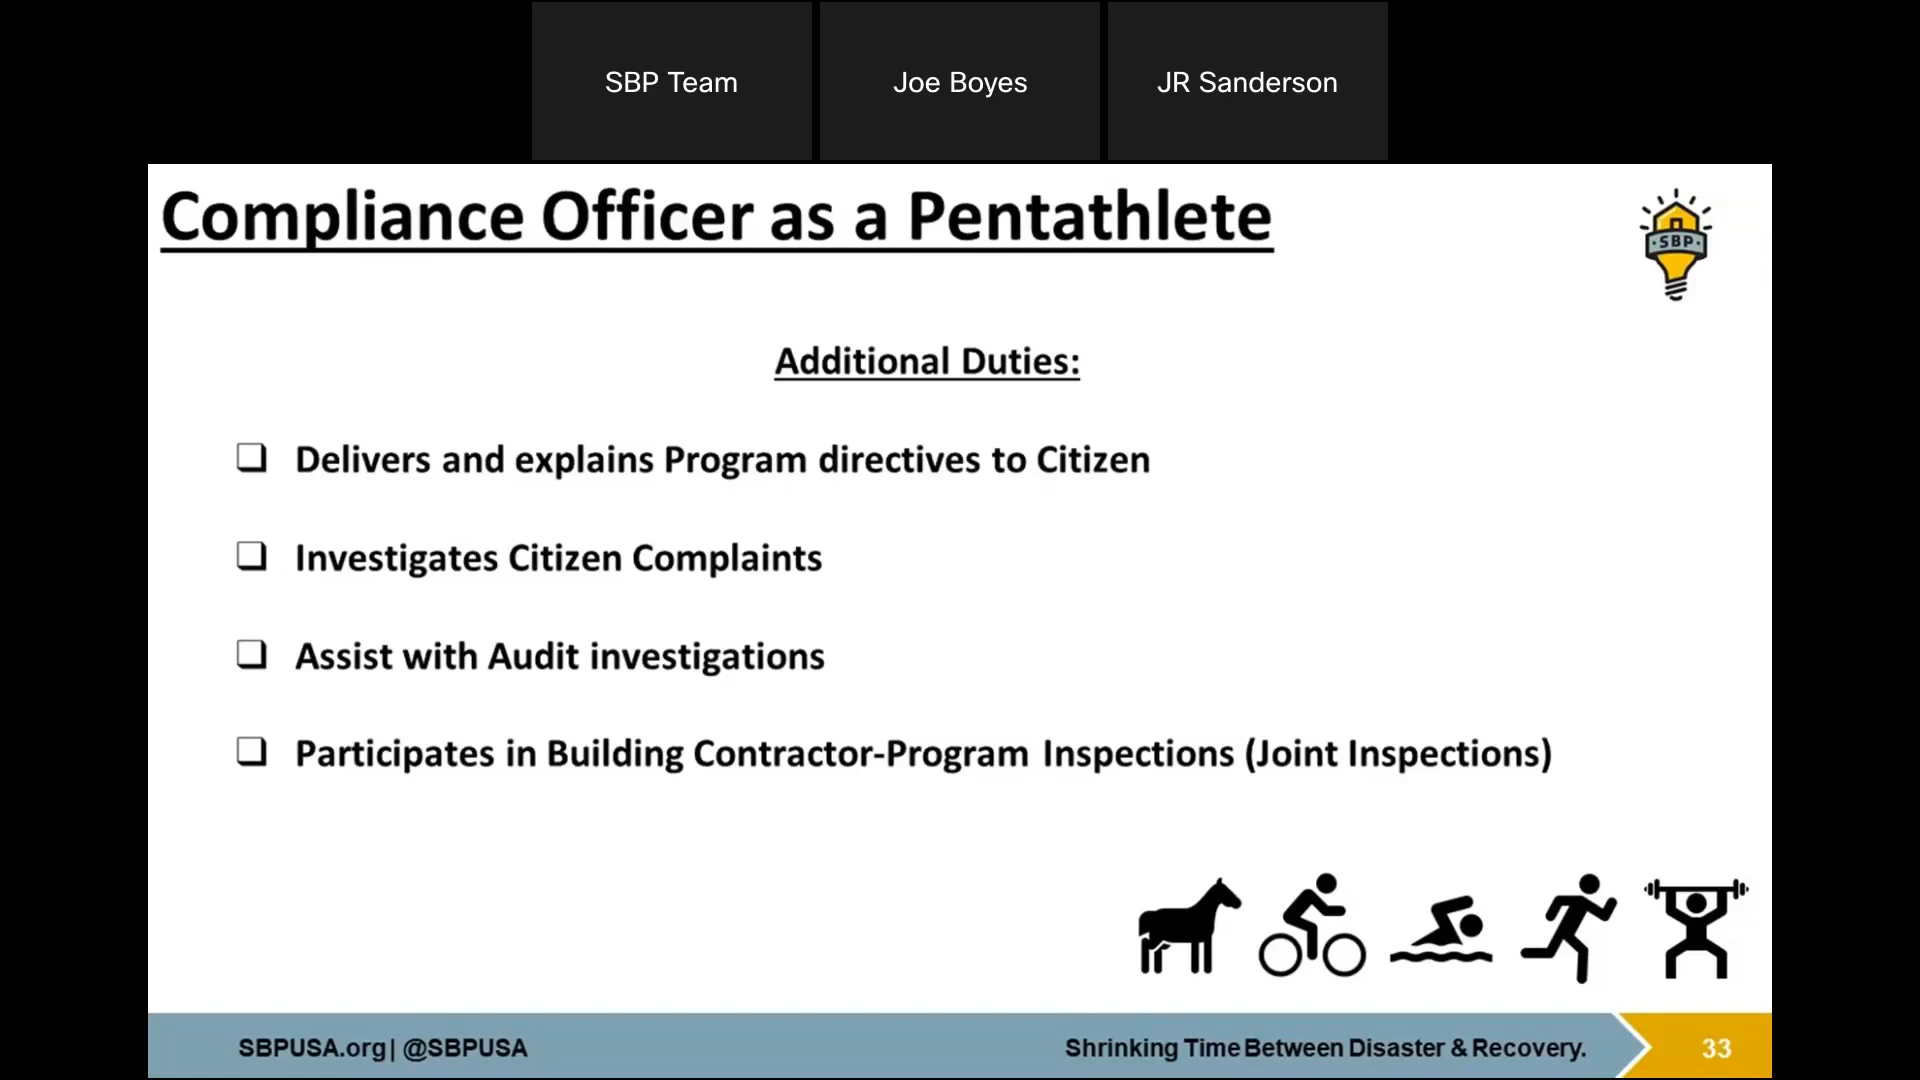 SBP Team
Joe Boyes
JR Sanderson
Compliance Officer as a Pentathlete
·SBP·
Additional Duties:
❑ Delivers and explains Program directives to Citizen
❑ Investigates Citizen Complaints
❑ Assist with Audit investigations
❑ Participates in Building Contractor-Program Inspections (Joint Inspections)
SBPUSA.org| @SBPUSA
Shrinking Time Between Disaster & Recovery.
33